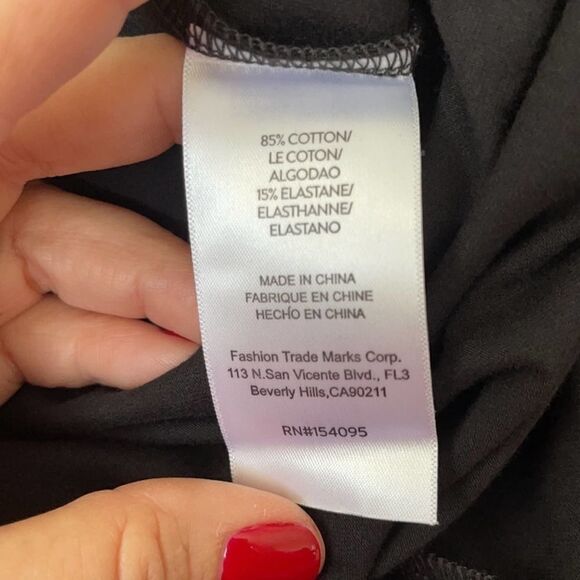 85% COTTON/
LE COTON/
ALGODAO
15% ELASTANE/
ELASTHANNE/
ELASTANO
MADE IN CHINA
FABRIQUE EN CHINE
HECHO EN CHINA
Fashion Trade Marks Corp.
113 N.San Vicente Blvd., FL3
Beverly Hills,CA90211
RN#154095